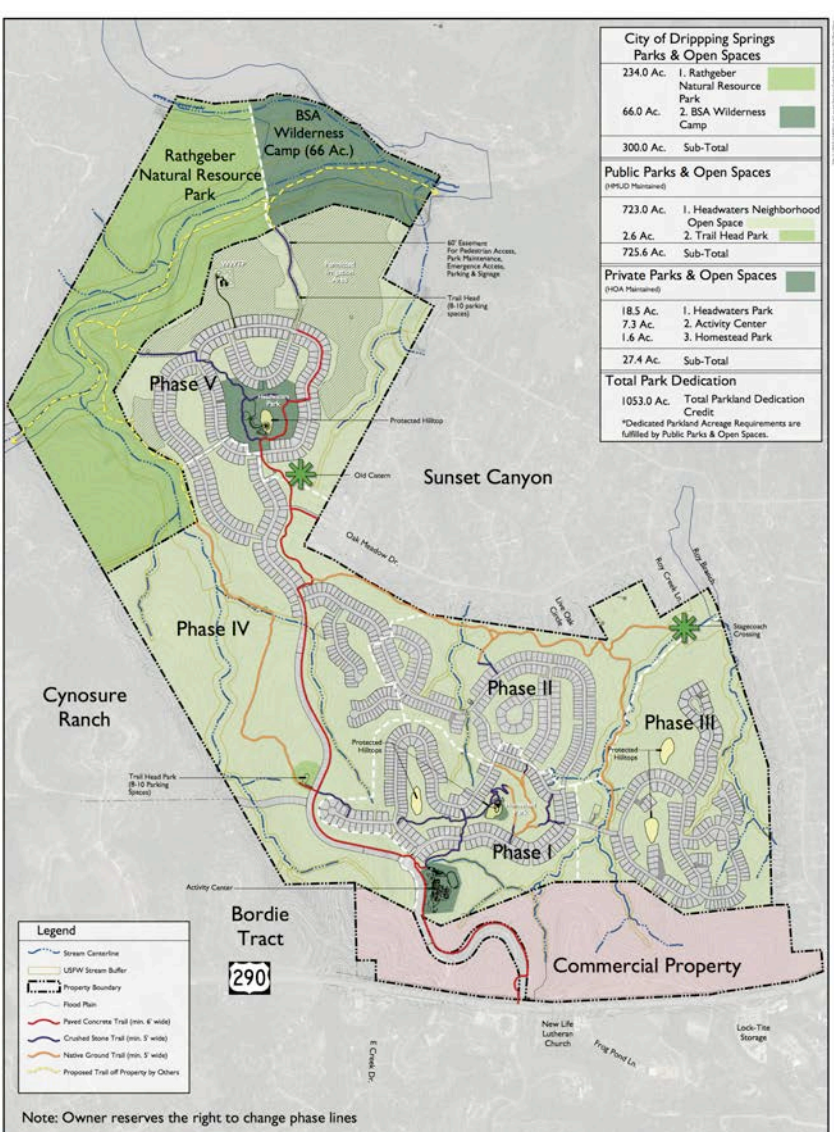 City of Drippping Springs
Parks & Open Spaces
234.0 Ac. 1. Rathgeber
Natural Resource
Park
66.0 Ac. 2. BSA Wilderness
Camp
300.0 Ac. Sub-Total
Public Parks & Open Spaces
(HMUD Maintained)
723.0 Ac. 1. Headwaters Neighborhood
Open Space
2.6 Ac. 2. Trail Head Park
725.6 Ac. Sub-Total
Private Parks & Open Spaces
(HOA Maintained)
18.5 Ac. 1. Headwaters Park
7.3 Ac. 2. Activity Center
1.6 Ac. 3. Homestead Park
27.4 Ac. Sub-Total
Total Park Dedication
1053.0 Ac. Total Parkland Dedication
Credit
*Dedicated Parkland Acreage Requirements are
fulfilled by Public Parks & Open Spaces.
BSA
Wilderness
Camp (66 Ac.)
Rathgeber
Natural Resource
Park
60' Easement
For Pedestrian Access,
Park Maintenance,
Emergence Access,
Parking & Signage
Trail Head
(8-10 parking
spaces)
Phase V
Headwaters
Park
Protected Hilltop
Old Cistern
Sunset Canyon
Oak Meadow Dr.
Live Oak
Circle
Roy Creek Ln.
Roy Branch
Stagecoach
Crossing
Phase IV
Phase II
Phase III
Cynosure
Ranch
Protected
Hilltops
Protected
Hilltops
Trail Head Park
(8-10 Parking
Spaces)
Phase I
Activity Center
Bordie
Tract
290
Commercial Property
New Life
Lutheran
Church
Frog Pond Ln.
Lock-Tite
Storage
E Creek Dr.
Legend
Stream Centerline
USFW Stream Buffer
Property Boundary
Flood Plain
Paved Concrete Trail (min. 6' wide)
Crushed Stone Trail (min. 5' wide)
Native Ground Trail (min. 5' wide)
Proposed Trail off Property by Others
Note: Owner reserves the right to change phase lines